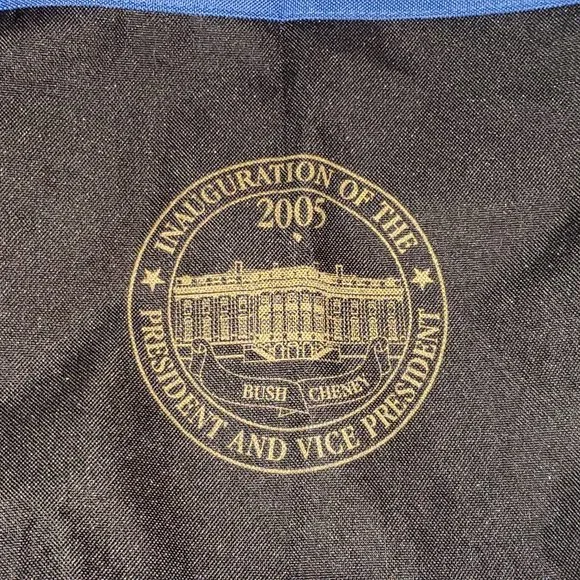 INAUGURATION OF THE
2005
BUSH CHENEY
PRESIDENT AND VICE PRESIDENT